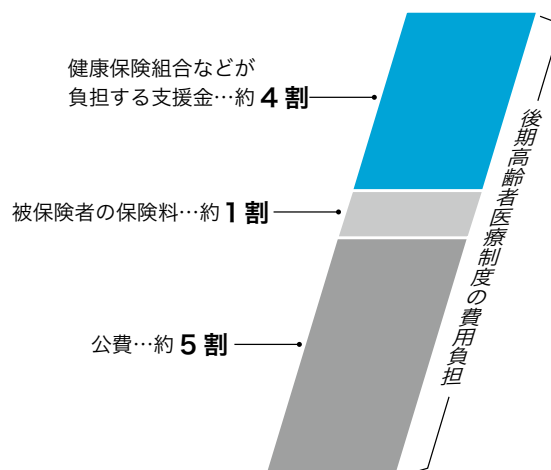 健康保険組合などが
負担する支援金…約4割
被保険者の保険料…約1割
公費…約5割
後期高齢者医療制度の費用負担